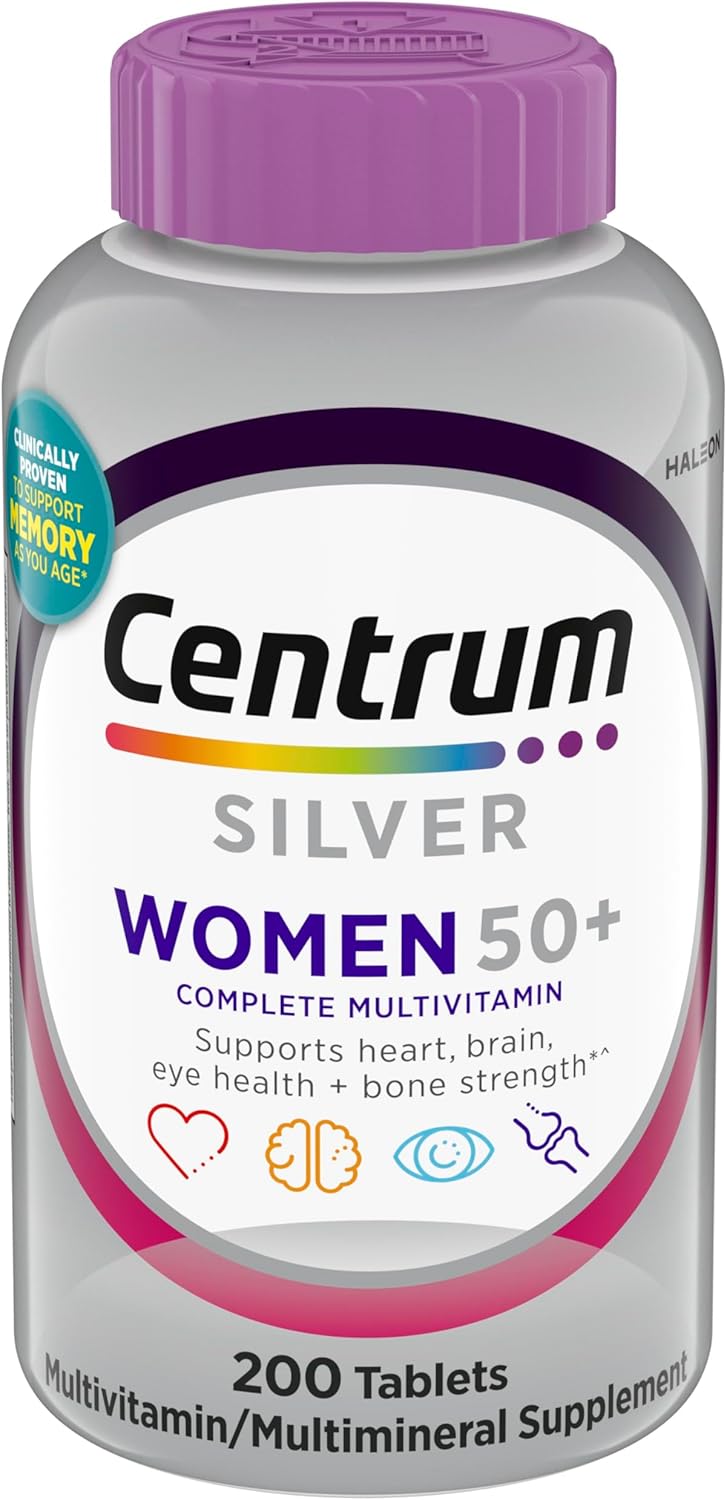 CLINICALLY
PROVEN
TO SUPPORT
MEMORY
AS YOU AGE*
HALEON
Centrum
SILVER
WOMEN 50+
COMPLETE MULTIVITAMIN
Supports heart, brain,
eye health + bone strength*^
200 Tablets
Multivitamin/Multimineral Supplement